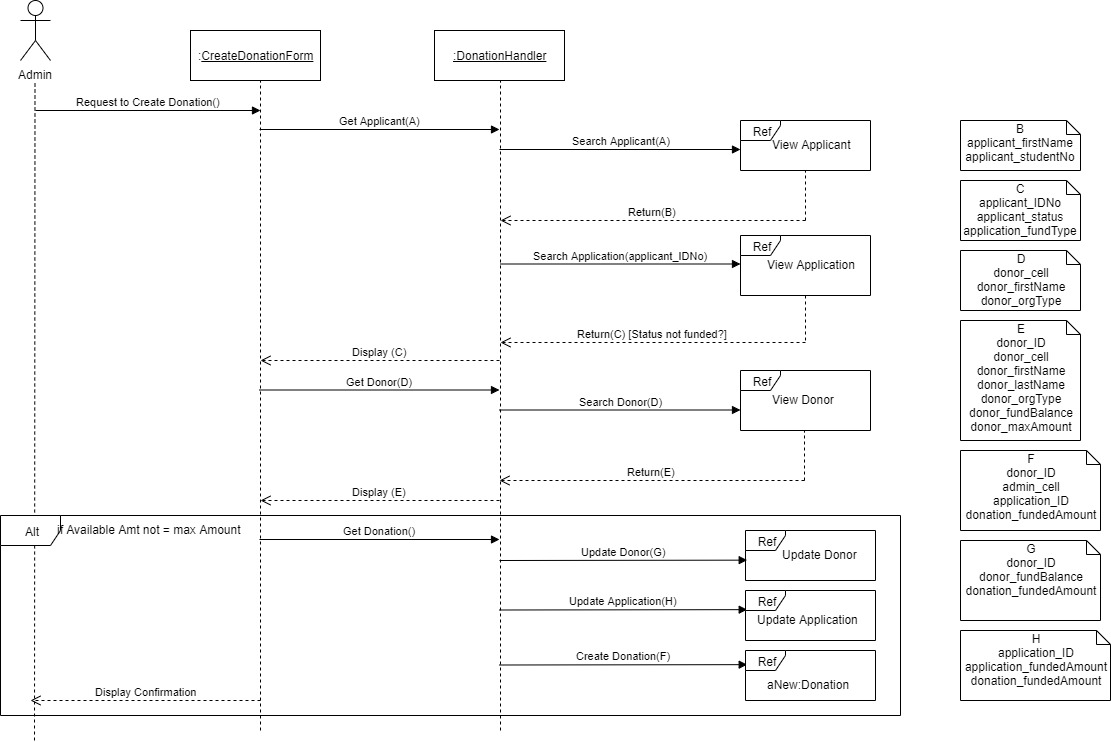 Admin
:CreateDonationForm
:DonationHandler
Request to Create Donation()
Get Applicant(A)
Search Applicant(A)
Ref
View Applicant
Return(B)
Search Application(applicant_IDNo)
Ref
View Application
Return(C) [Status not funded?]
Display (C)
Get Donor(D)
Search Donor(D)
Ref
View Donor
Return(E)
Display (E)
Alt
if Available Amt not = max Amount
Get Donation()
Update Donor(G)
Ref
Update Donor
Update Application(H)
Ref
Update Application
Create Donation(F)
Ref
aNew:Donation
Display Confirmation
B
applicant_firstName
applicant_studentNo
C
applicant_IDNo
applicant_status
application_fundType
D
donor_cell
donor_firstName
donor_orgType
E
donor_ID
donor_cell
donor_firstName
donor_lastName
donor_orgType
donor_fundBalance
donor_maxAmount
F
donor_ID
admin_cell
application_ID
donation_fundedAmount
G
donor_ID
donor_fundBalance
donation_fundedAmount
H
application_ID
application_fundedAmount
donation_fundedAmount